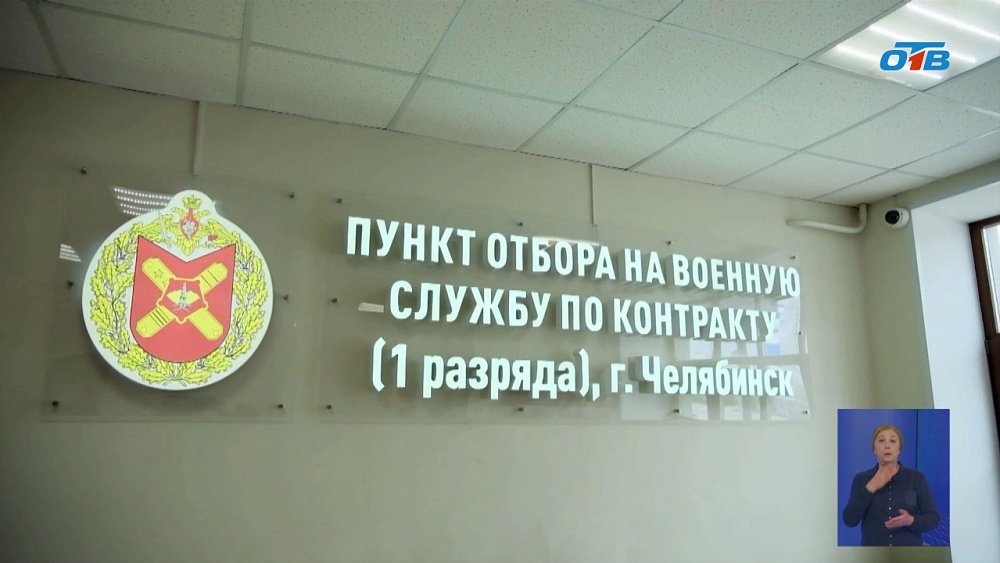 ОТВ
ПУНКТ ОТБОРА НА ВОЕННУЮ
СЛУЖБУ ПО КОНТРАКТУ
(1 разряда), г. Челябинск